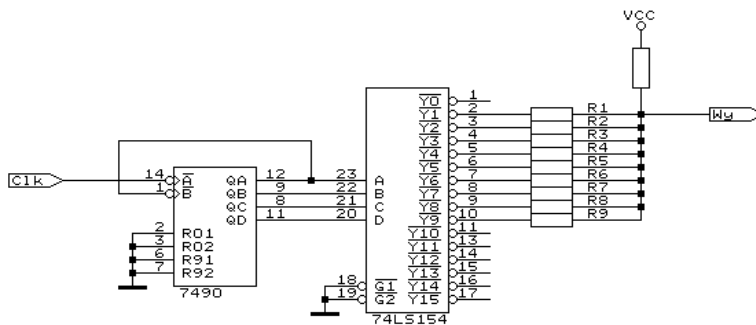 VCC
Clk
14 A QA 12
1 B QB 9
QC 8
QD 11
2 R01
3 R02
6 R91
7 R92
7490
23 A
22 B
21 C
20 D
18 G1
19 G2
74LS154
Y0 1
Y1 2 R1
Y2 3 R2
Y3 4 R3
Y4 5 R4
Y5 6 R5
Y6 7 R6
Y7 8 R7
Y8 9 R8
Y9 10 R9
Y10 11
Y11 13
Y12 14
Y13 15
Y14 16
Y15 17
Wy